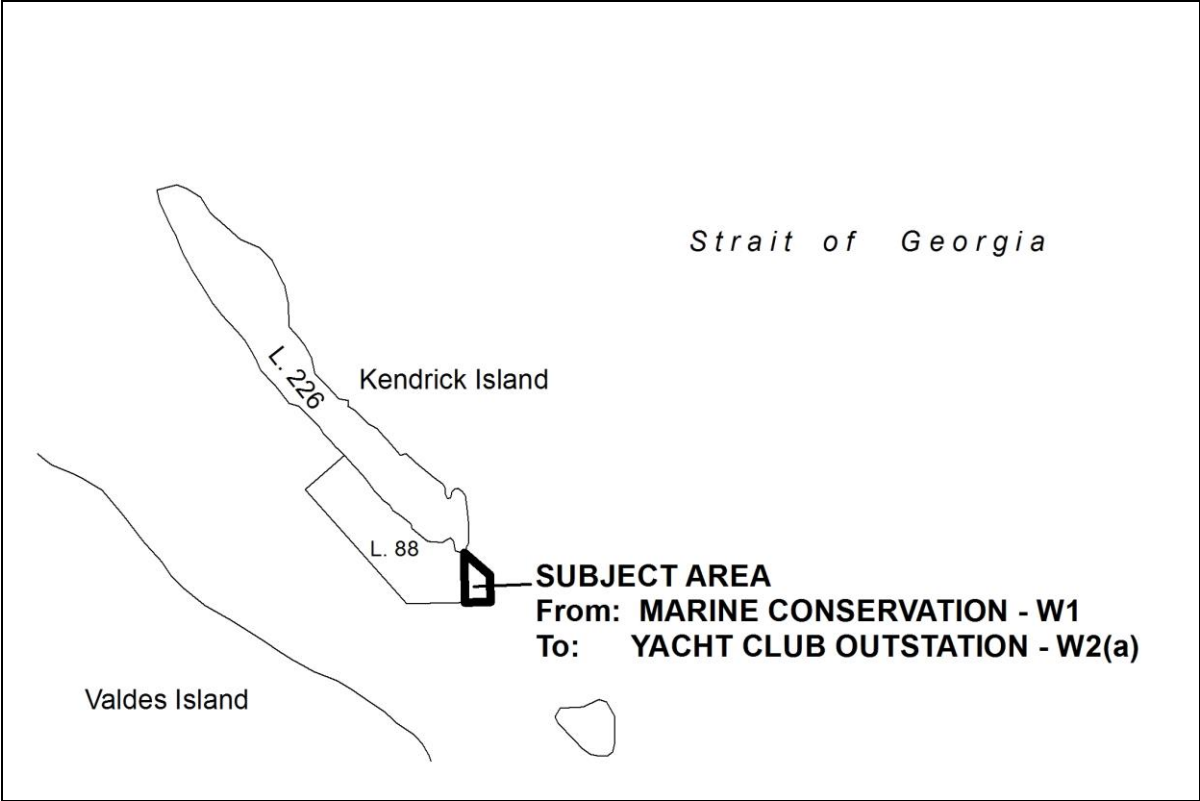 Strait of Georgia
L. 226
Kendrick Island
L. 88
SUBJECT AREA
From: MARINE CONSERVATION - W1
To: YACHT CLUB OUTSTATION - W2(a)
Valdes Island